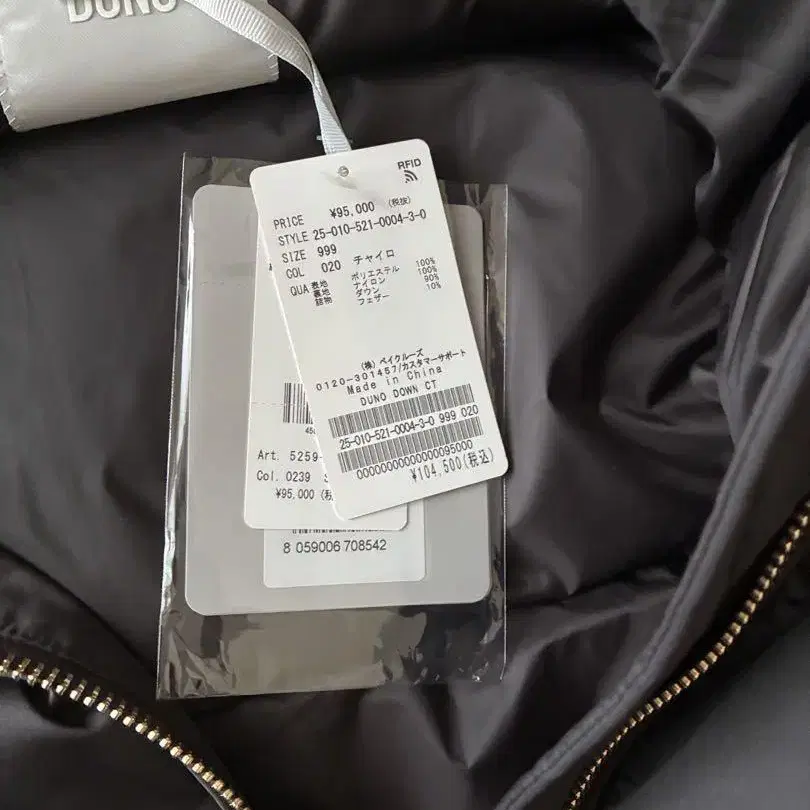 DUNO
RFID
PRICE ¥95,000 (税抜)
STYLE 25-010-521-0004-3-0
SIZE 999
COL 020 チャイロ
QUA 表地 ポリエステル 100%
裏地 ナイロン 100%
詰物 ダウン 90%
フェザー 10%
(株) ベイクルーズ
0120-301457/カスタマーサポート
Made in China
DUNO DOWN CT
25-010-521-0004-3-0 999 020
00000000000000095000
¥104,500(税込)
Art. 5259-
Col. 0239
¥95,000
8 059006 708542